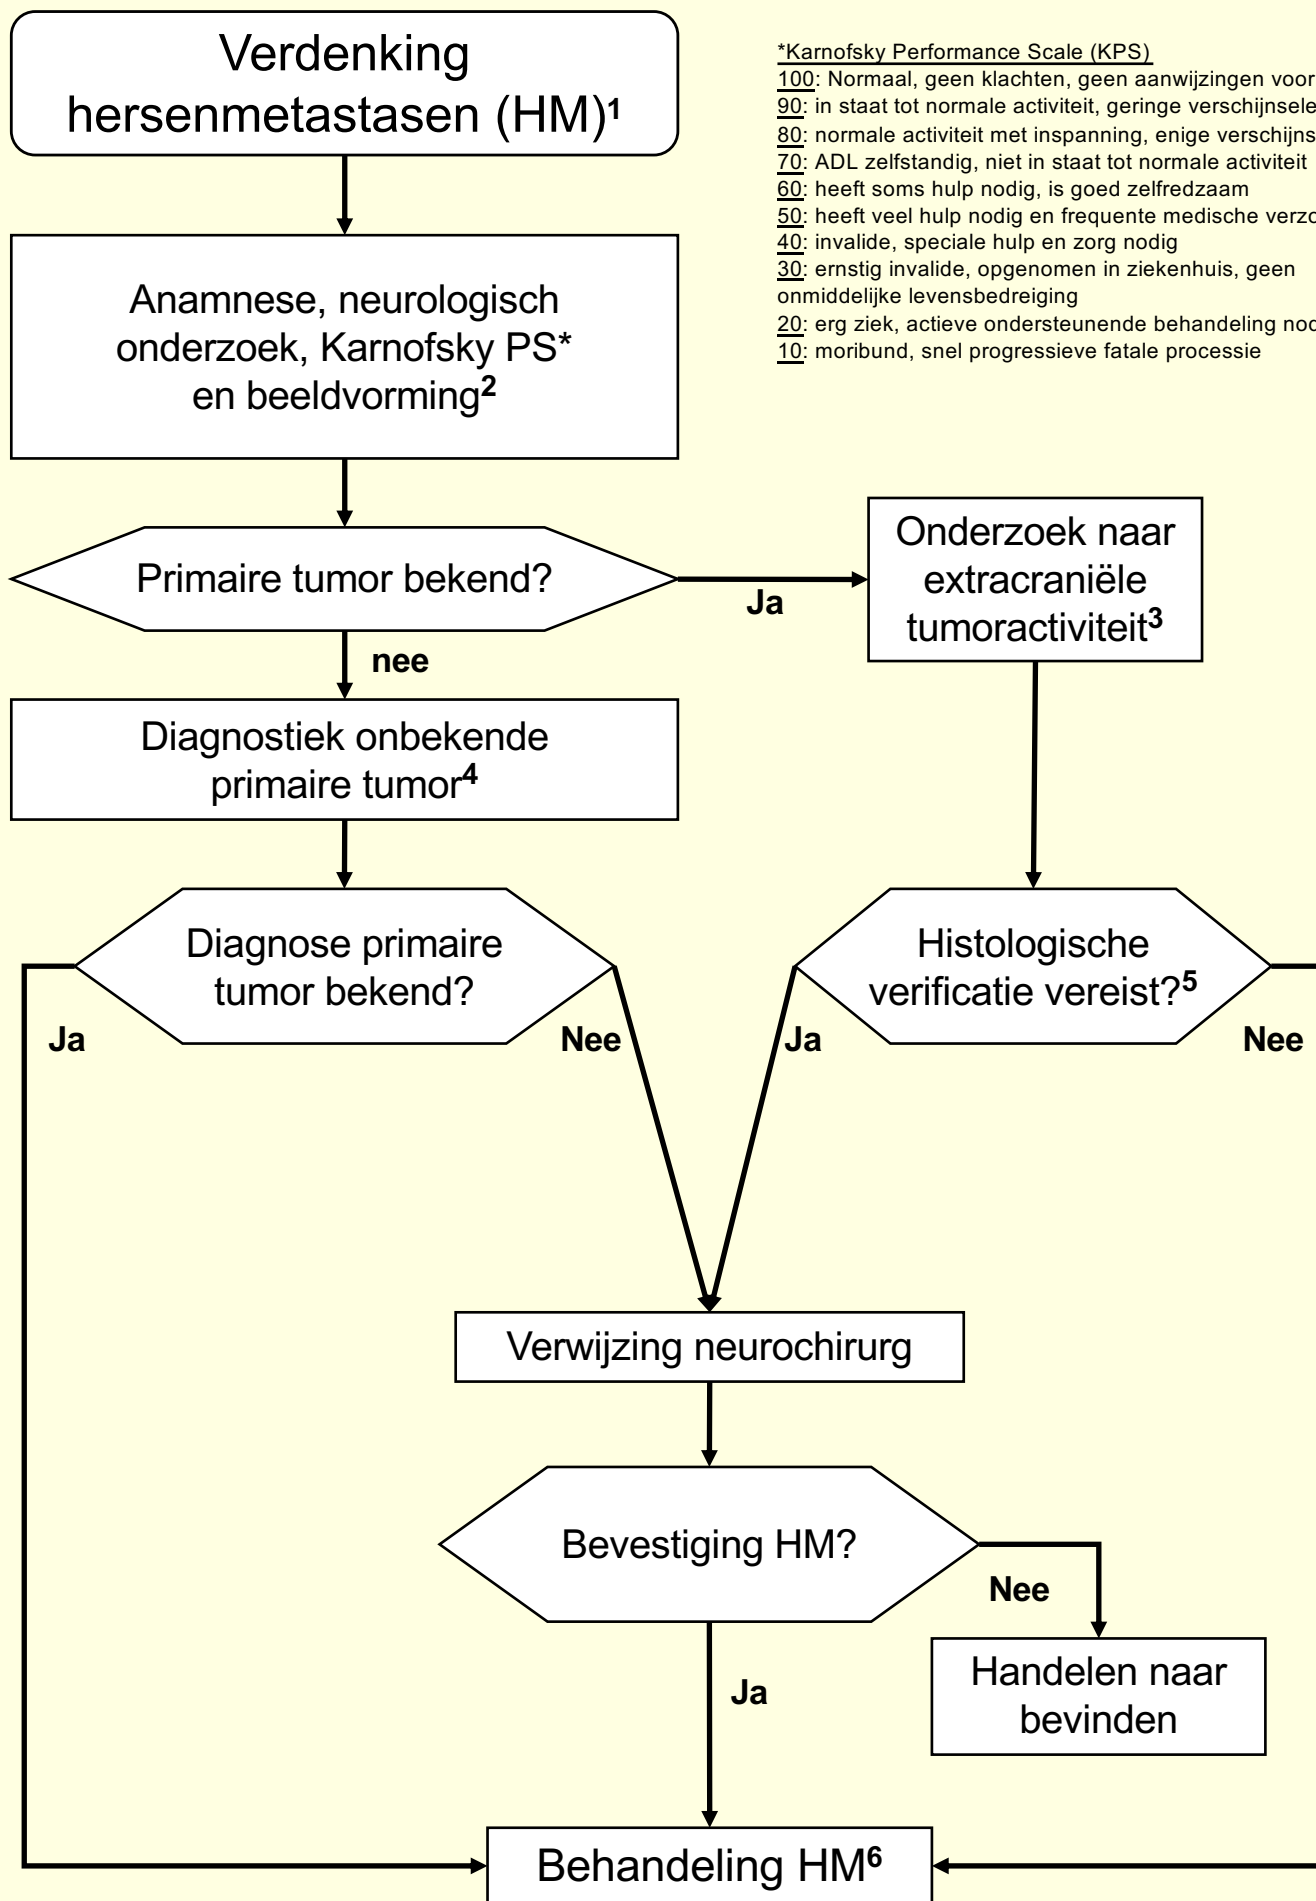 Verdenking
hersenmetastasen (HM)1
*Karnofsky Performance Scale (KPS)
100: Normaal, geen klachten, geen aanwijzingen voor
90: in staat tot normale activiteit, geringe
80: normale activiteit met inspanning, enige
70: ADL zelfstandig, niet in staat tot normale activiteit
60: heeft soms hulp nodig, is goed zelfredzaam
50: heeft veel hulp nodig en frequente medische
40: invalide, speciale hulp en zorg nodig
30: ernstig invalide, opgenomen in ziekenhuis, geen
onmiddelijke levensbedreiging
20: erg ziek, actieve ondersteunende behandeling
10: moribund, snel progressieve fatale processie
Anamnese, neurologisch
onderzoek, Karnofsky PS*
en beeldvorming2
Primaire tumor bekend?
Ja
Onderzoek naar
extracraniële
tumoractiviteit3
nee
Diagnostiek onbekende
primaire tumor4
Diagnose primaire
tumor bekend?
Ja
Nee
Histologische
verificatie vereist?5
Ja
Nee
Verwijzing neurochirurg
Bevestiging HM?
Nee
Ja
Handelen naar
bevinden
Behandeling HM6